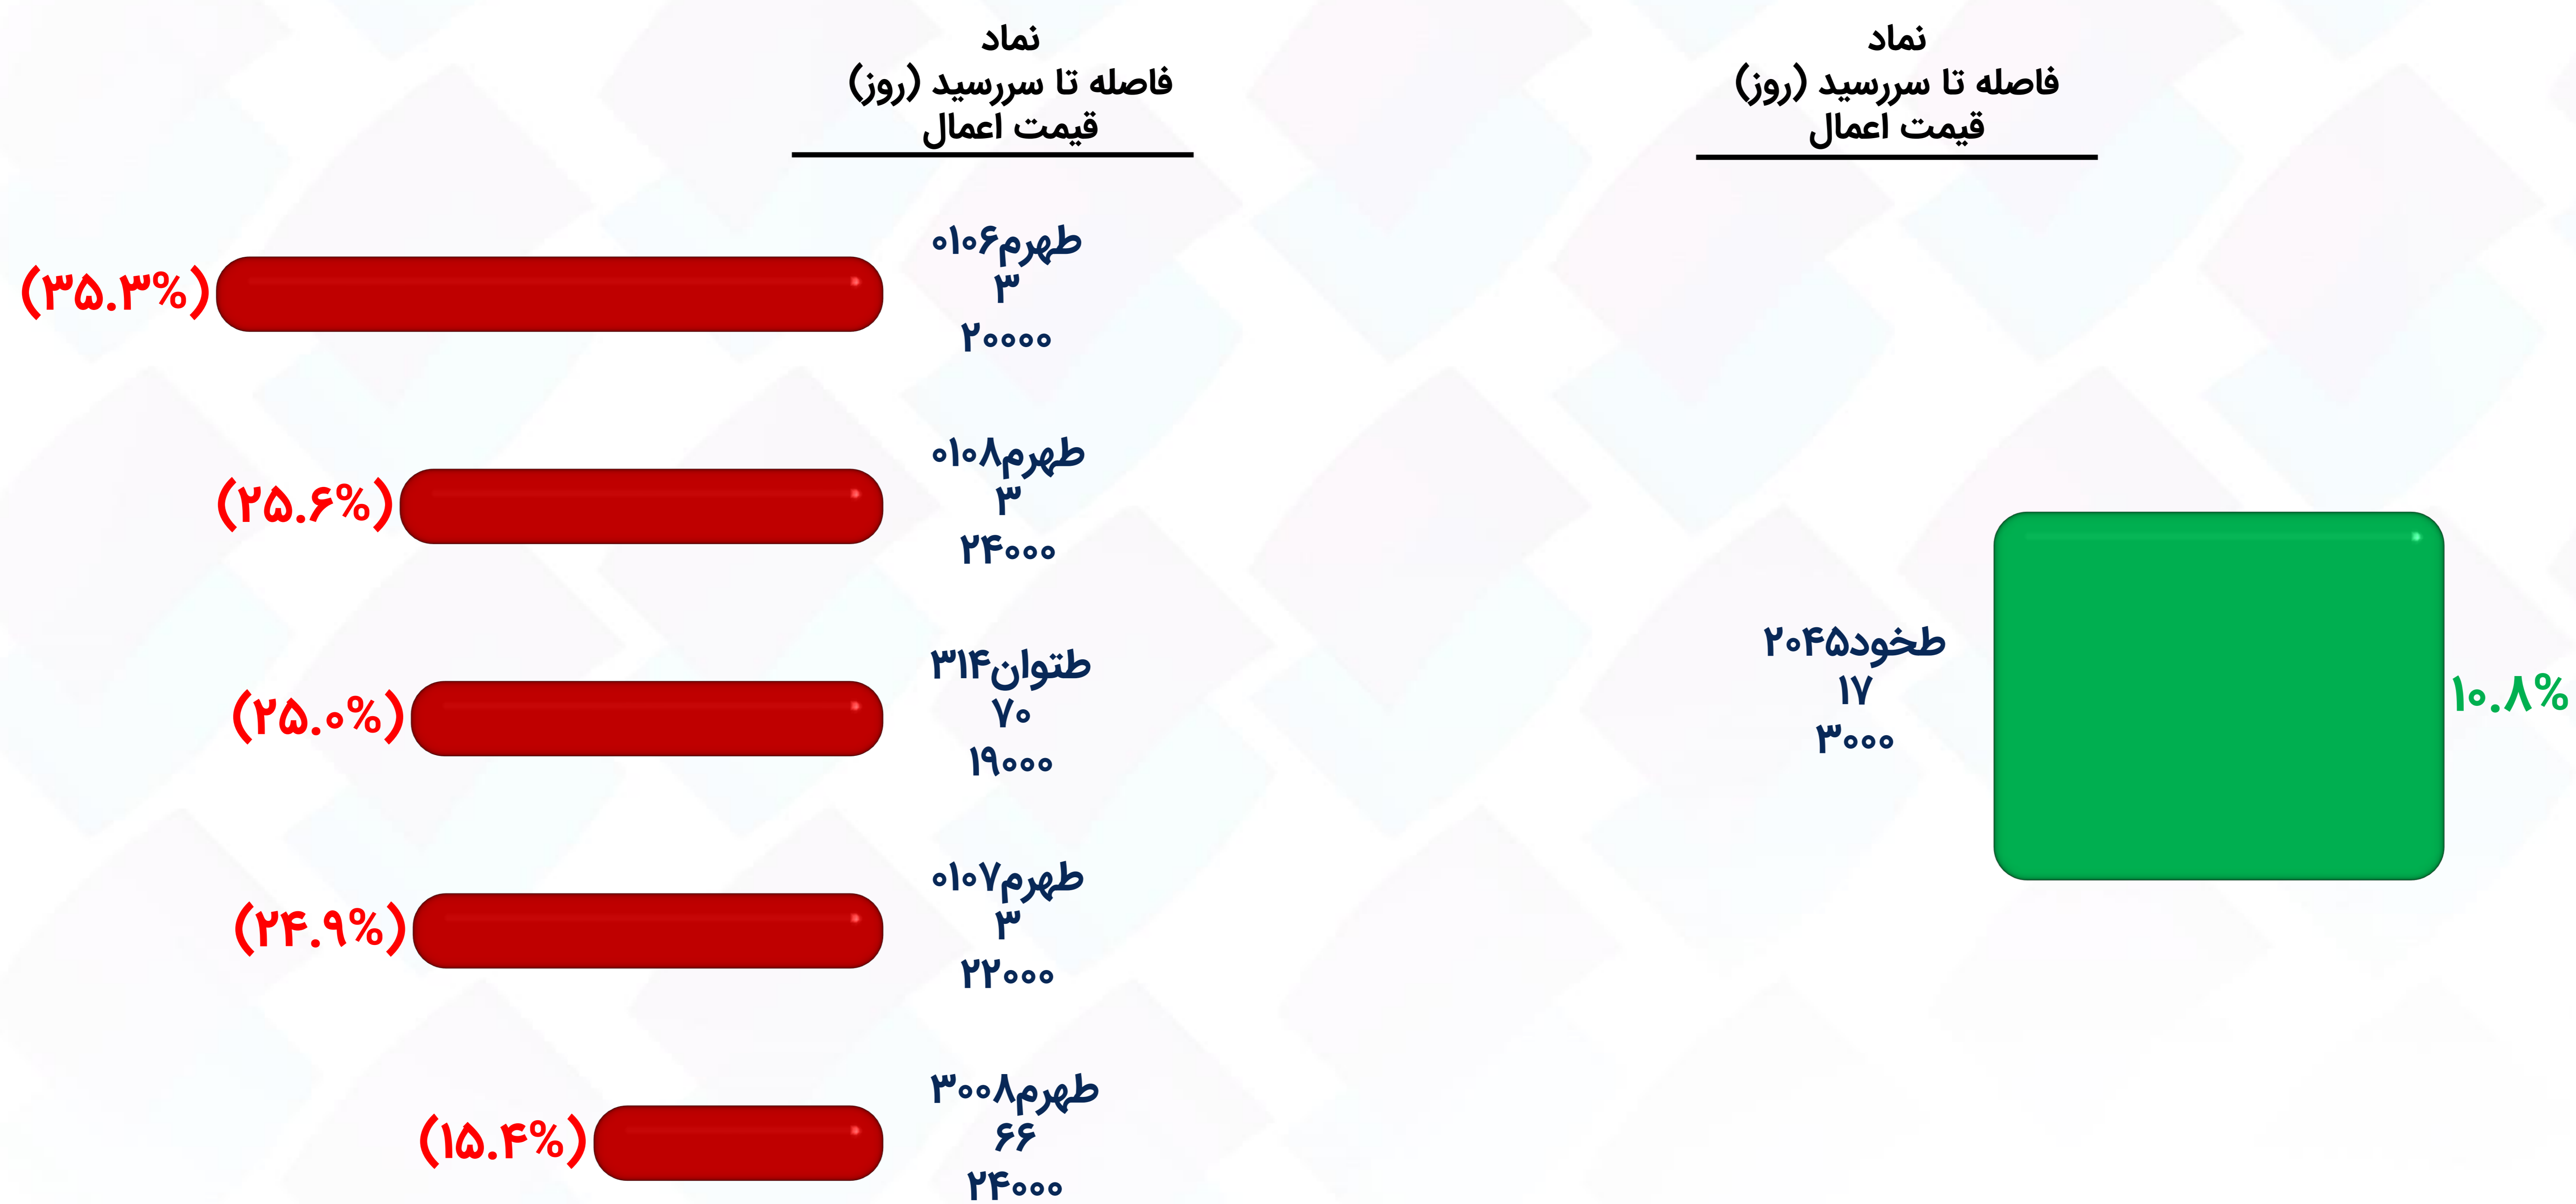 نماد
فاصله تا سررسید (روز)
قیمت اعمال
طخود۲۰۴۵
۱۷
۳۰۰۰
۱۰.۸%
نماد
فاصله تا سررسید (روز)
قیمت اعمال
طهرم۰۱۰۶
۳
۲۰۰۰۰
(۳۵.۳%)
طهرم۰۱۰۸
۳
۲۴۰۰۰
(۲۵.۶%)
طتوان۳۱۴
۷۰
۱۹۰۰۰
(۲۵.۰%)
طهرم۰۱۰۷
۳
۲۲۰۰۰
(۲۴.۹%)
طهرم۳۰۰۸
۶۶
۲۴۰۰۰
(۱۵.۴%)